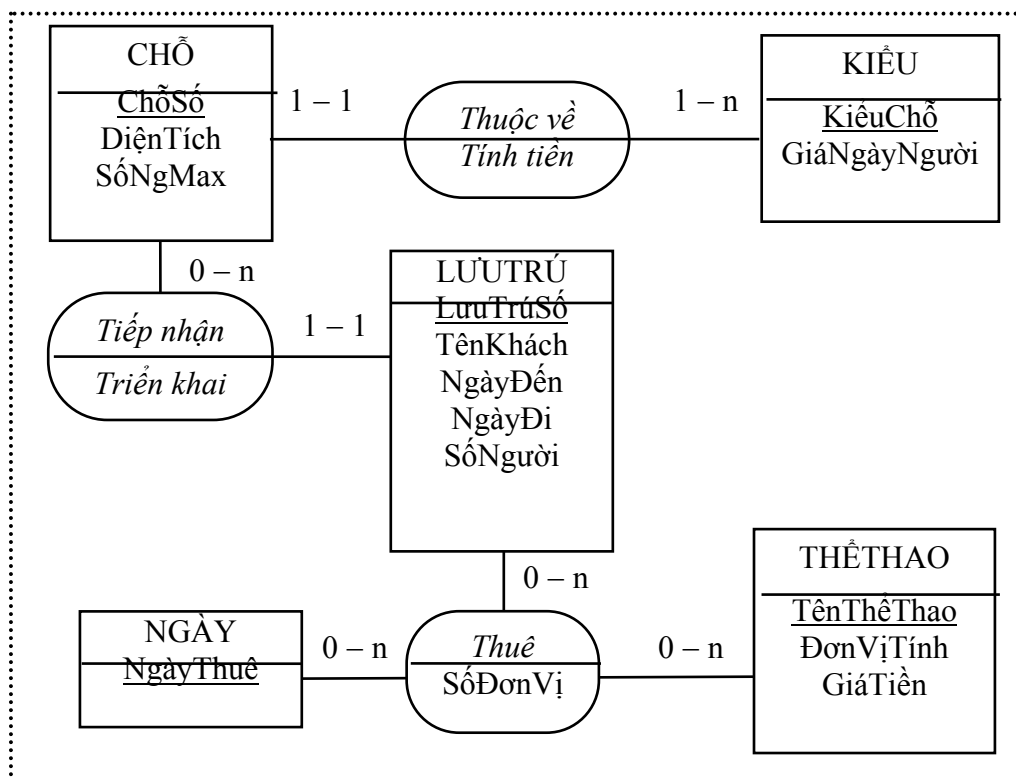 CHỖ
ChỗSố
DiệnTích
SốNgMax
1 – 1
Thuộc về
Tính tiền
1 – n
KIỂU
KiểuChỗ
GiáNgàyNgười
0 – n
Tiếp nhận
Triển khai
1 – 1
LƯUTRÚ
LưuTrúSố
TênKhách
NgàyĐến
NgàyĐi
SốNgười
0 – n
NGÀY
NgàyThuê
0 – n
Thuê
SốĐơnVị
0 – n
THỂTHAO
TênThểThao
ĐơnVịTính
GiáTiền